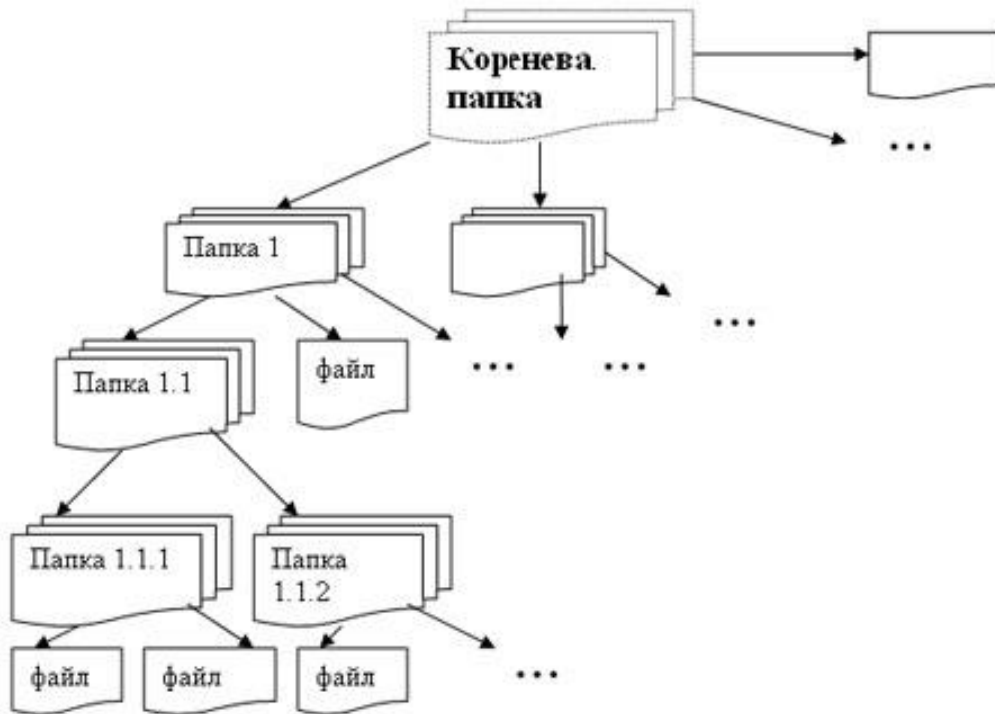 Коренева.
папка
...
Папка 1
...
Папка 1.1
файл
...
...
Папка 1.1.1
Папка
1.1.2
файл
файл
файл
...